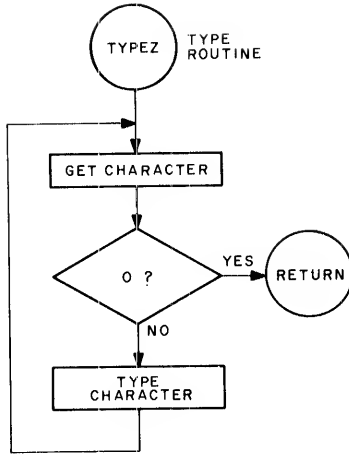 TYPEZ
TYPE
ROUTINE
GET CHARACTER
0 ?
YES
RETURN
NO
TYPE
CHARACTER